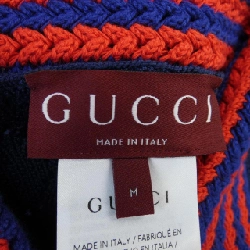 GUCCI
MADE IN ITALY
M
GUCCI
MADE IN ITALY / FABRIQUÉ EN